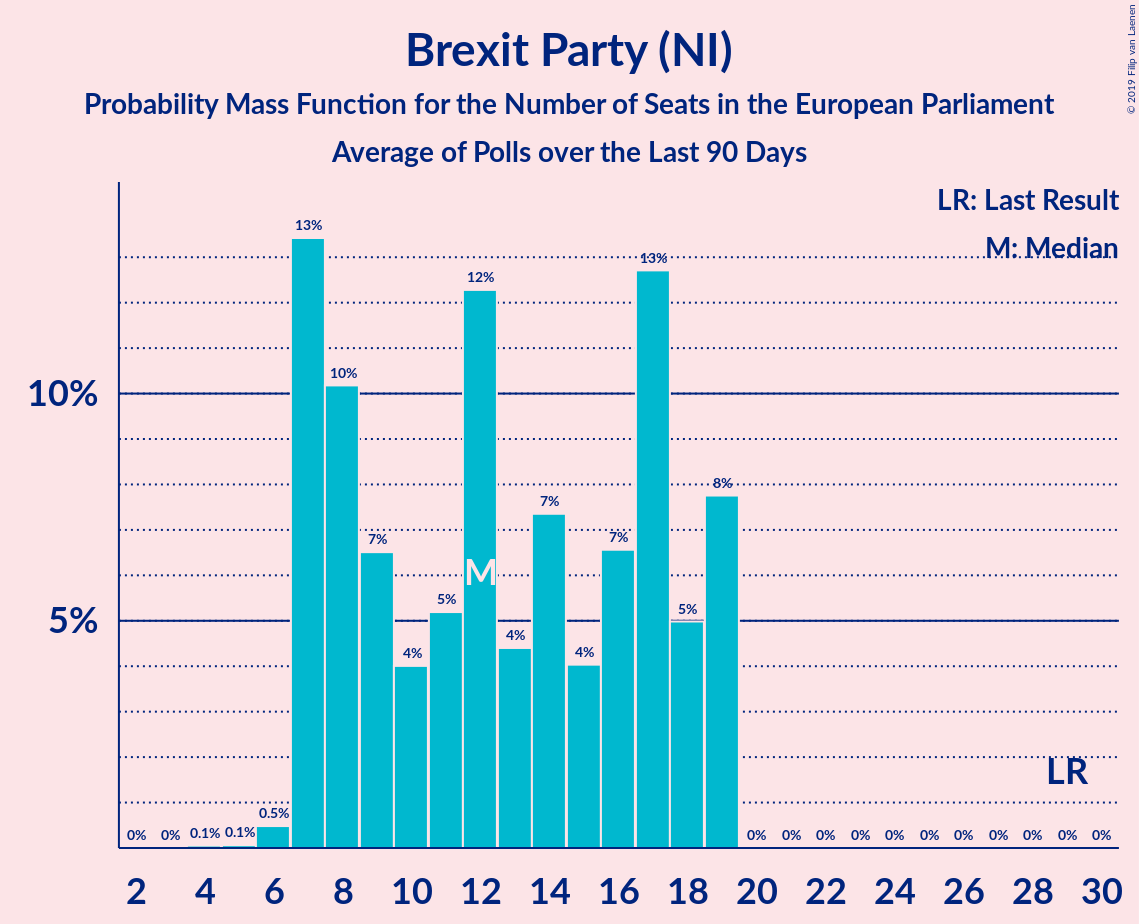 Brexit Party (NI)
Probability Mass Function for the Number of Seats in the European Parliament
Average of Polls over the Last 90 Days
© 2019 Filip van Laenen
LR: Last Result
M: Median
10%
5%
0% 0% 0.1% 0.1% 0.5% 13% 10% 7% 4% 5% 12% 4% 7% 4% 7% 13% 5% 8% 0% 0% 0% 0% 0% 0% 0% 0% 0% 0% 0%
M
LR
2 4 6 8 10 12 14 16 18 20 22 24 26 28 30